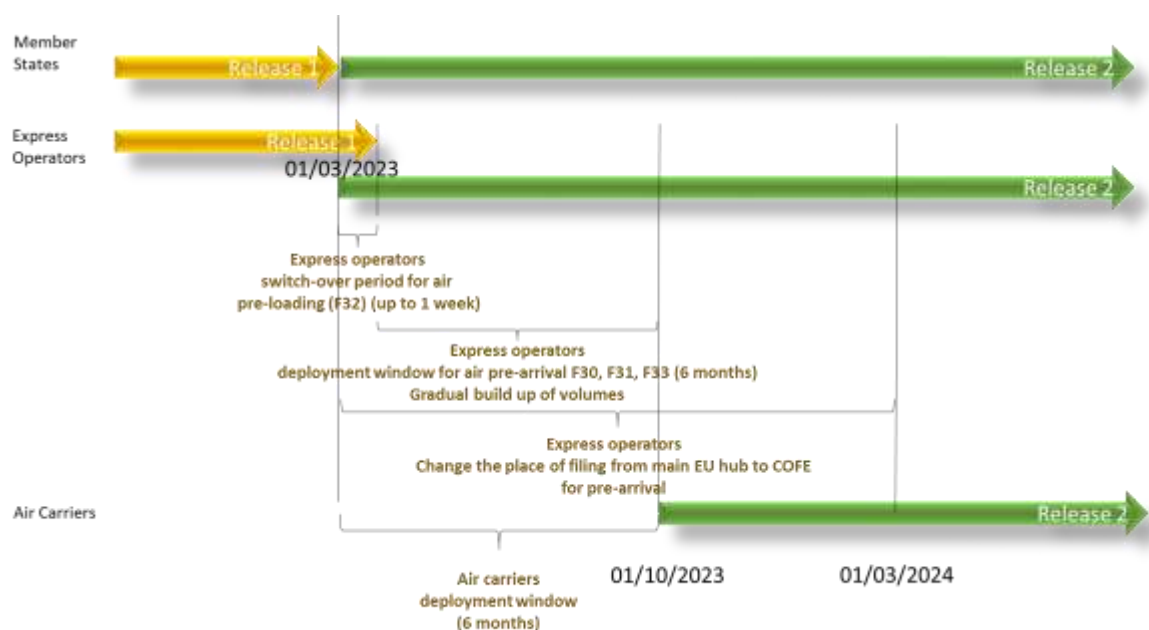 Member
States
Release 1
Release 2
Express
Operators
Release 1
01/03/2023
Release 2
Express operators
switch-over period for air
pre-loading (F32) (up to 1 week)
Express operators
deployment window for air pre-arrival F30, F31, F33 (6 months)
Gradual build up of volumes
Express operators
Change the place of filing from main EU hub to COFE
for pre-arrival
Air Carriers
Release 2
Air carriers
deployment window
(6 months)
01/10/2023
01/03/2024